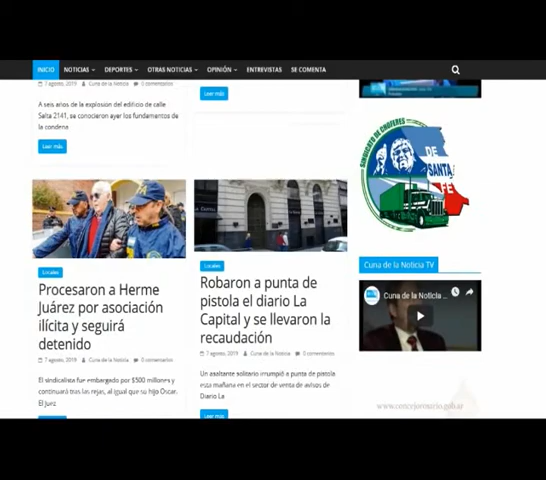 INICIO NOTICIAS DEPORTES OTRAS NOTICIAS OPINIÓN ENTREVISTAS SE COMENTA
7 agosto, 2019 Cuna de la Noticia 0 comentarios
A seis años de la explosión del edificio de calle
Salta 2141, se conocieron ayer los fundamentos de
la condena
Leer más
Locales
Procesaron a Herme
Juárez por asociación
ilícita y seguirá
detenido
7 agosto, 2019 Cuna de la Noticia 0 comentarios
El sindicalista fue embargado por $500 millones y
continuará tras las rejas, al igual que su hijo Oscar.
El Juez
Leer más
Locales
Robaron a punta de
pistola el diario La
Capital y se llevaron la
recaudación
7 agosto, 2019 Cuna de la Noticia 0 comentarios
Un asaltante solitario irrumpió a punta de pistola
esta mañana en el sector de venta de avisos de
Diario La
Leer más
SINDICATO DE CHOFERES
DE
SANTA
FE
Cuna de la Noticia TV
Cuna de la Noticia ...
www.concejorosario.gob.ar